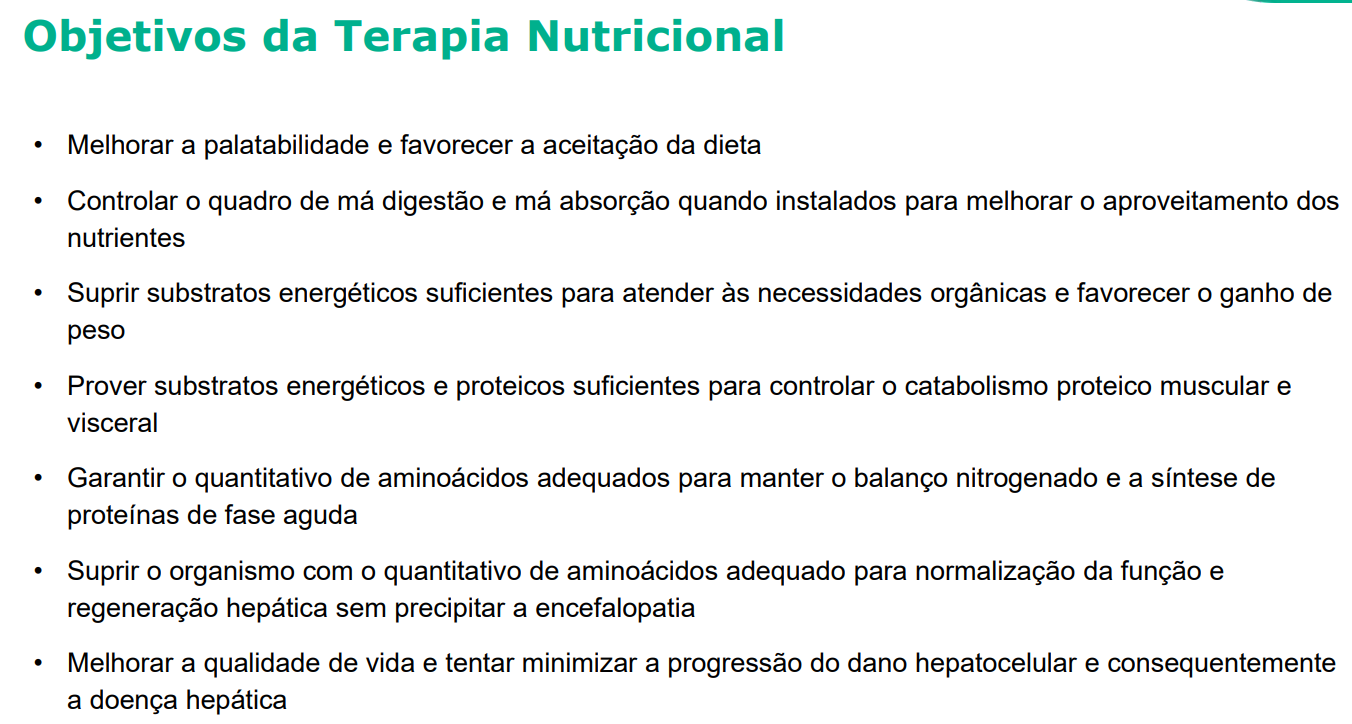 Objetivos da Terapia Nutricional
• Melhorar a palatabilidade e favorecer a aceitação da dieta
• Controlar o quadro de má digestão e má absorção quando instalados para melhorar o aproveitamento dos
nutrientes
• Suprir substratos energéticos suficientes para atender às necessidades orgânicas e favorecer o ganho de
peso
• Prover substratos energéticos e proteicos suficientes para controlar o catabolismo proteico muscular e
visceral
• Garantir o quantitativo de aminoácidos adequados para manter o balanço nitrogenado e a síntese de
proteínas de fase aguda
• Suprir o organismo com o quantitativo de aminoácidos adequado para normalização da função e
regeneração hepática sem precipitar a encefalopatia
• Melhorar a qualidade de vida e tentar minimizar a progressão do dano hepatocelular e consequentemente
a doença hepática